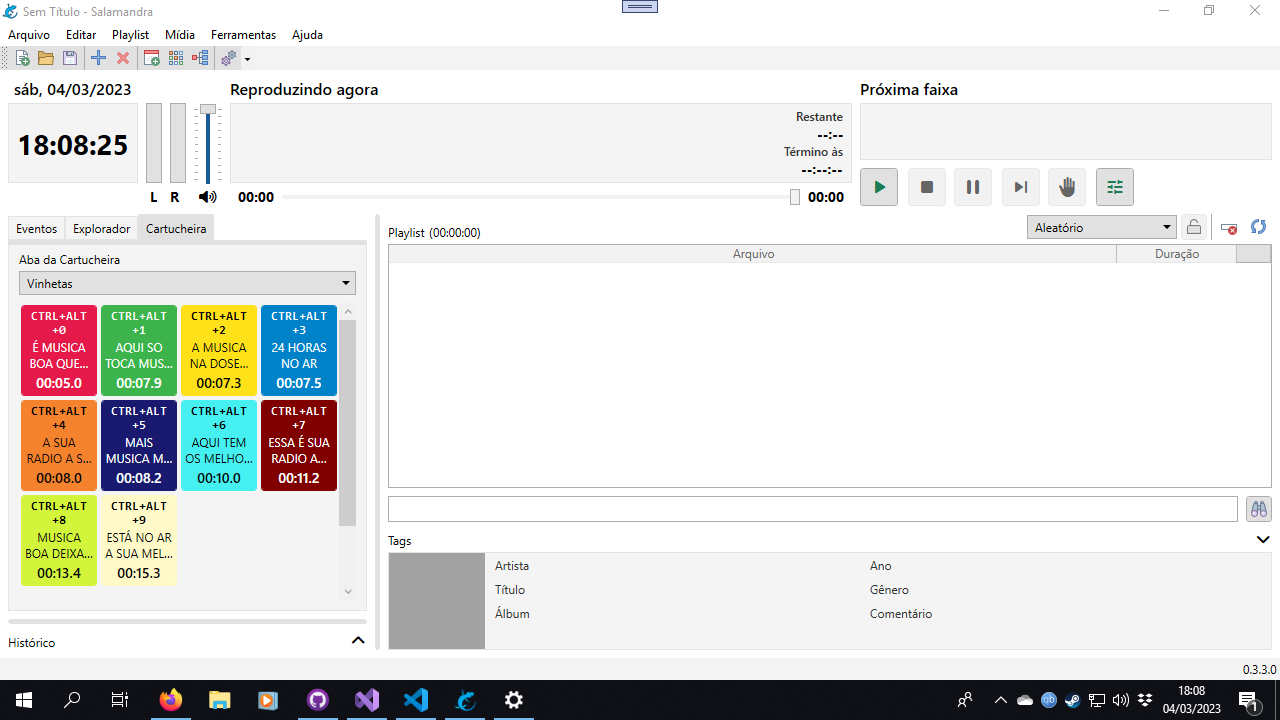 Sem Título - Salamandra
Arquivo Editar Playlist Mídia Ferramentas Ajuda
sáb, 04/03/2023
18:08:25
L R
Reproduzindo agora
Restante
--:--
Término às
--:--:--
00:00 00:00
Próxima faixa
Eventos Explorador Cartucheira
Aba da Cartucheira
Vinhetas
CTRL+ALT
+0
É MUSICA
BOA QUE...
00:05.0
CTRL+ALT
+1
AQUI SO
TOCA MUS...
00:07.9
CTRL+ALT
+2
A MUSICA
NA DOSE...
00:07.3
CTRL+ALT
+3
24 HORAS
NO AR
00:07.5
CTRL+ALT
+4
A SUA
RADIO A S...
00:08.0
CTRL+ALT
+5
MAIS
MUSICA M...
00:08.2
CTRL+ALT
+6
AQUI TEM
OS MELHO...
00:10.0
CTRL+ALT
+7
ESSA É SUA
RADIO A...
00:11.2
CTRL+ALT
+8
MUSICA
BOA DEIXA...
00:13.4
CTRL+ALT
+9
ESTÁ NO AR
A SUA MEL...
00:15.3
Histórico
Playlist (00:00:00)
Aleatório
Arquivo Duração
Tags
Artista
Título
Álbum
Ano
Gênero
Comentário
0.3.3.0
qb
18:08
04/03/2023
1